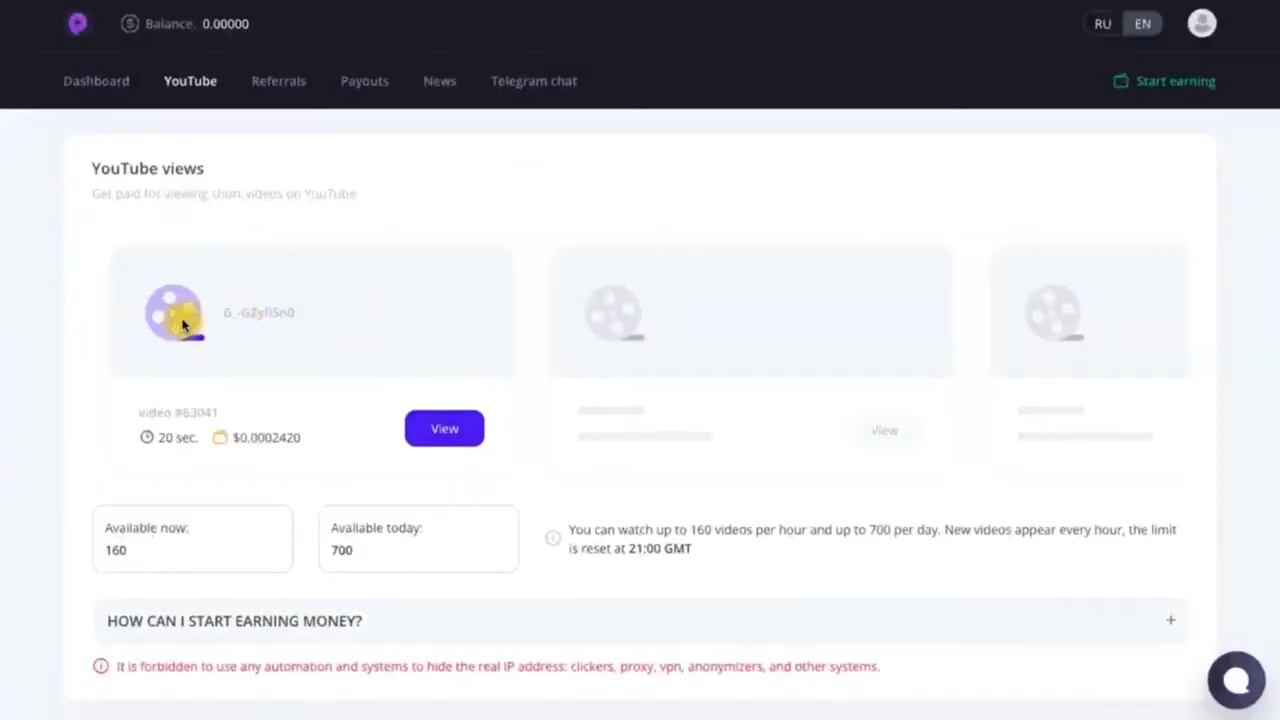 Balance: 0.00000
RU EN
Dashboard YouTube Referrals Payouts News Telegram chat Start earning
YouTube views
Get paid for viewing short videos on YouTube
video #63041
20 sec. $0.0002420
View
View
Available now:
160
Available today:
700
You can watch up to 160 videos per hour and up to 700 per day. New videos appear every hour, the limit
is reset at 21:00 GMT
HOW CAN I START EARNING MONEY?
It is forbidden to use any automation and systems to hide the real IP address: clickers, proxy, vpn, anonymizers, and other systems.